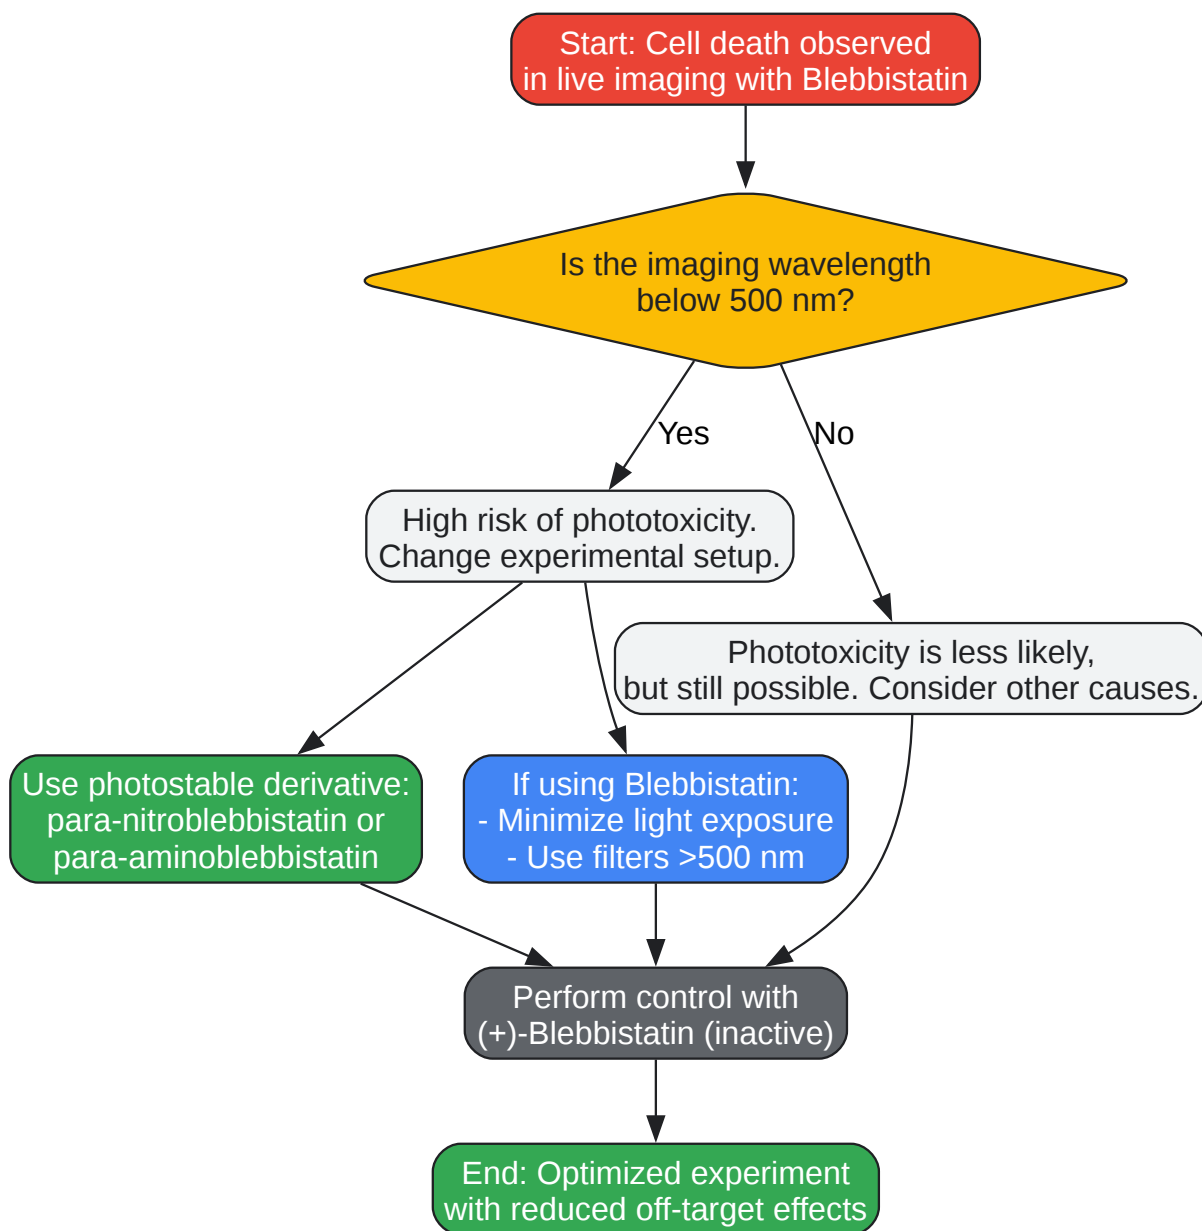 Start: Cell death observed
in live imaging with Blebbistatin
Is the imaging wavelength
below 500 nm?
Yes
No
High risk of phototoxicity.
Change experimental setup.
Phototoxicity is less likely,
but still possible. Consider other causes.
Use photostable derivative:
para-nitroblebbistatin or
para-aminoblebbistatin
If using Blebbistatin:
- Minimize light exposure
- Use filters >500 nm
Perform control with
(+)-Blebbistatin (inactive)
End: Optimized experiment
with reduced off-target effects